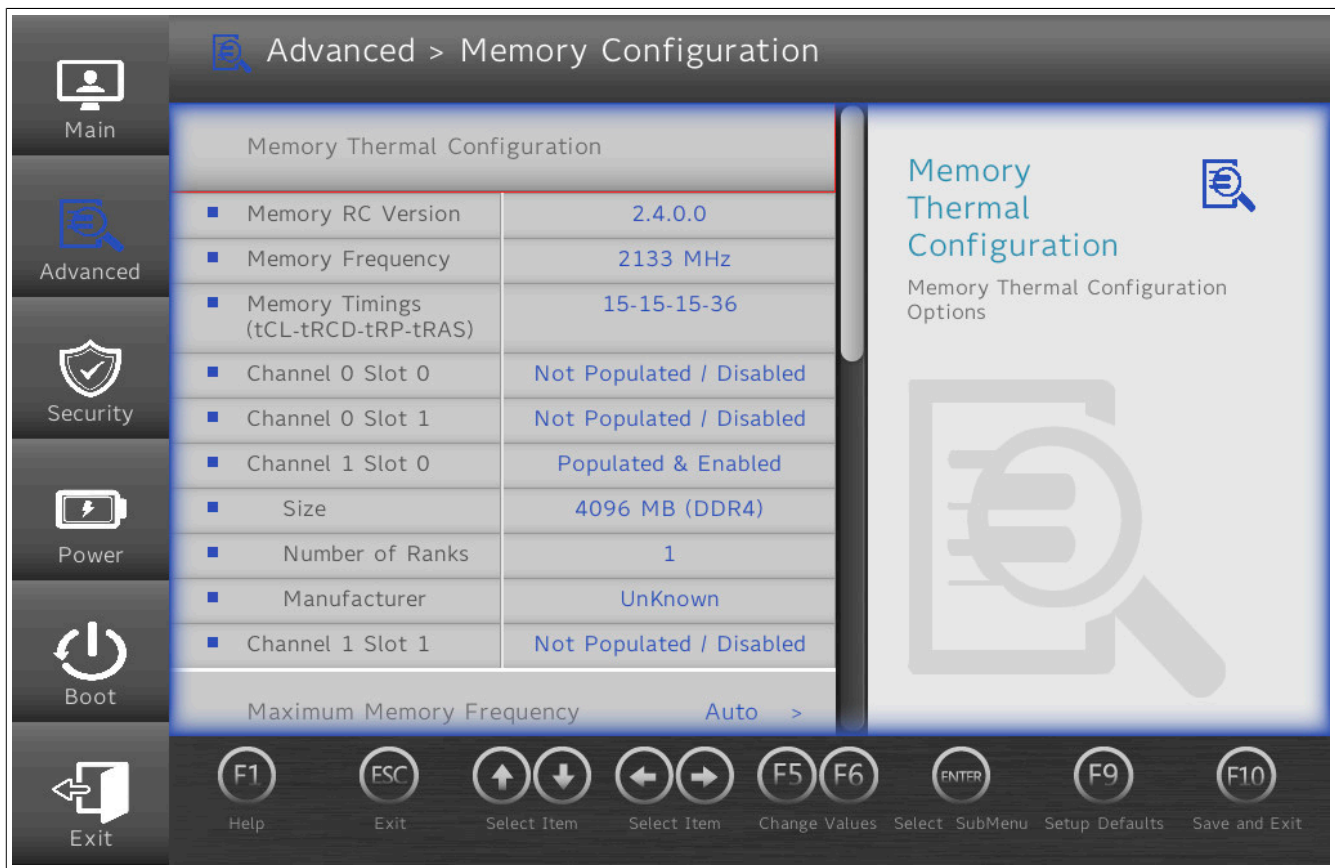 Advanced > Memory Configuration
Main
Advanced
Security
Power
Boot
Exit
Memory Thermal Configuration
Memory RC Version 2.4.0.0
Memory Frequency 2133 MHz
Memory Timings 15-15-15-36
(tCL-tRCD-tRP-tRAS)
Channel 0 Slot 0 Not Populated / Disabled
Channel 0 Slot 1 Not Populated / Disabled
Channel 1 Slot 0 Populated & Enabled
Size 4096 MB (DDR4)
Number of Ranks 1
Manufacturer UnKnown
Channel 1 Slot 1 Not Populated / Disabled
Maximum Memory Frequency Auto >
Memory
Thermal
Configuration
Memory Thermal Configuration
Options
F1 ESC F5 F6 ENTER F9 F10
Help Exit Select Item Select Item Change Values Select SubMenu Setup Defaults Save and Exit